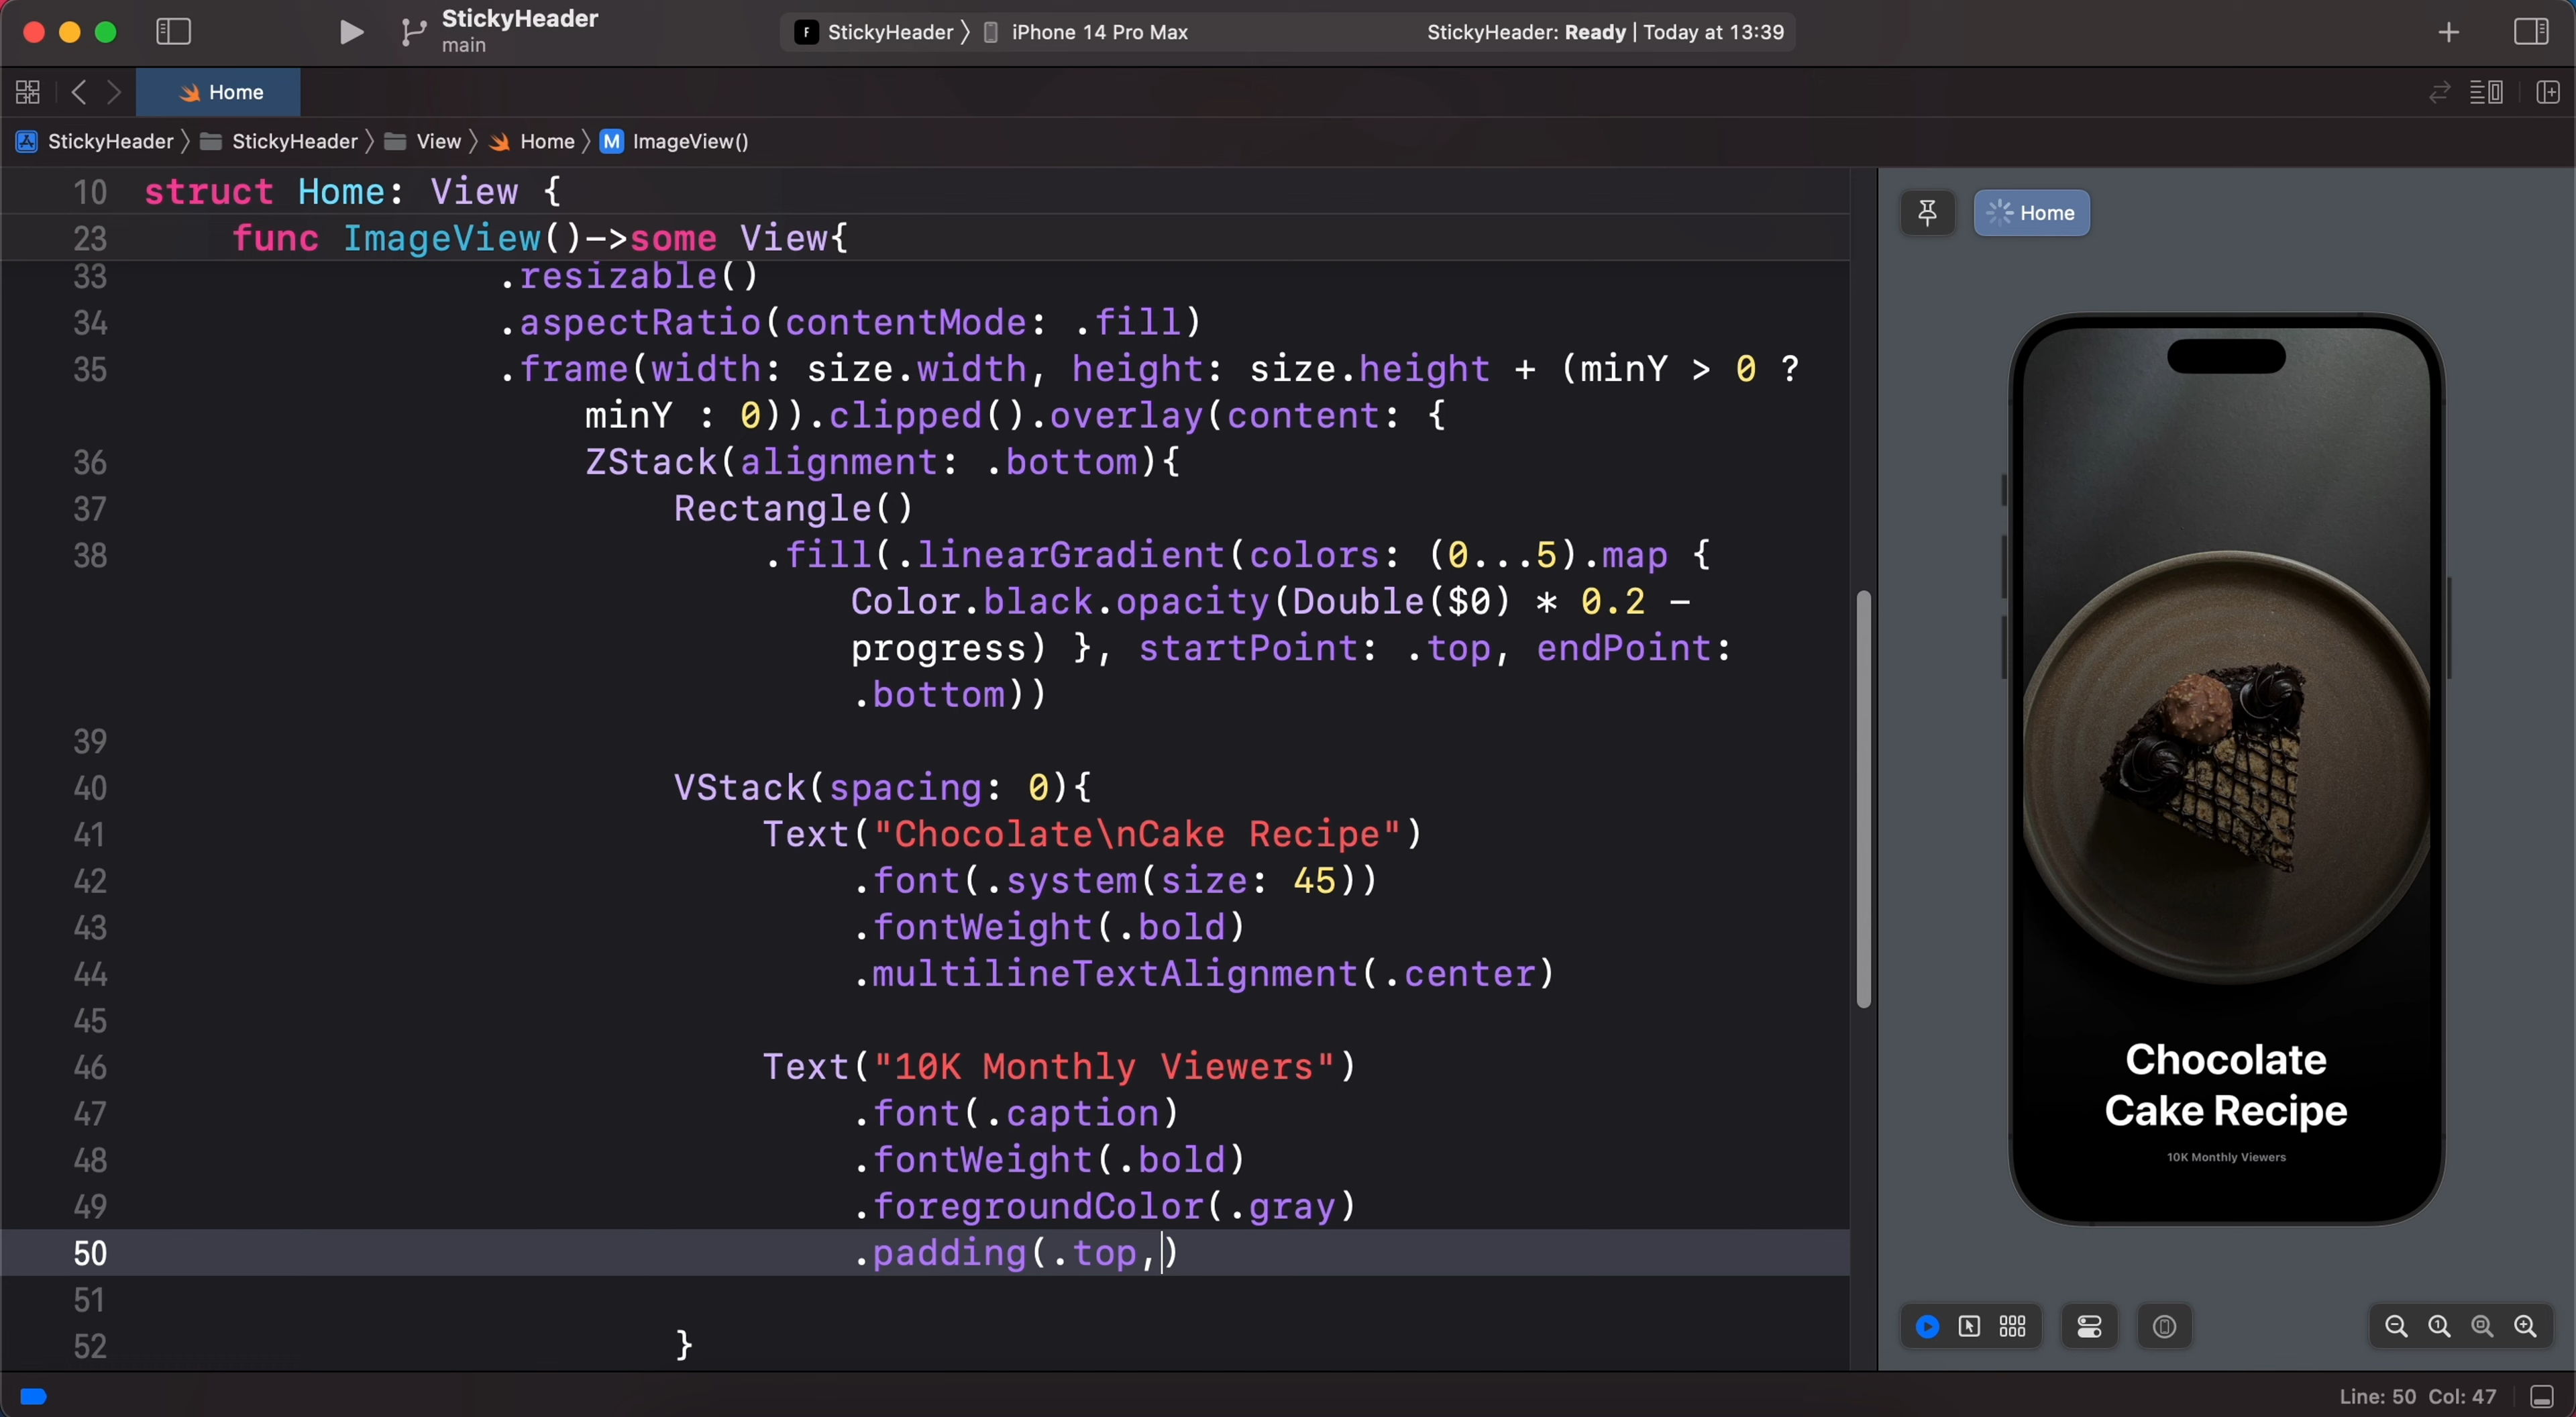 StickyHeader
main
StickyHeader 〉 iPhone 14 Pro Max
StickyHeader: Ready | Today at 13:39
Home
StickyHeader 〉 StickyHeader 〉 View 〉 Home 〉 M ImageView()
10 struct Home: View {
23 func ImageView()->some View{
33 .resizable()
34 .aspectRatio(contentMode: .fill)
35 .frame(width: size.width, height: size.height + (minY > 0 ?
minY : 0)).clipped().overlay(content: {
36 ZStack(alignment: .bottom){
37 Rectangle()
38 .fill(.linearGradient(colors: (0...5).map {
Color.black.opacity(Double($0) * 0.2 -
progress) }, startPoint: .top, endPoint:
.bottom))
39
40 VStack(spacing: 0){
41 Text("Chocolate\nCake Recipe")
42 .font(.system(size: 45))
43 .fontWeight(.bold)
44 .multilineTextAlignment(.center)
45
46 Text("10K Monthly Viewers")
47 .font(.caption)
48 .fontWeight(.bold)
49 .foregroundColor(.gray)
50 .padding(.top,)
51
52 }
Home
Chocolate
Cake Recipe
10K Monthly Viewers
Line: 50 Col: 47